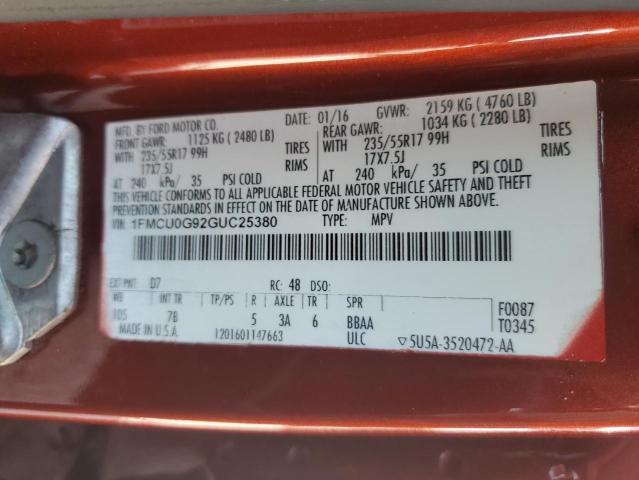 MFD. BY FORD MOTOR CO. DATE: 01/16 GVWR: 2159 KG ( 4760 LB)
FRONT GAWR: 1125 KG ( 2480 LB) REAR GAWR: 1034 KG ( 2280 LB)
WITH 235/55R17 99H TIRES WITH 235/55R17 99H TIRES
17X7.5J RIMS 17X7.5J RIMS
AT 240 kPa/ 35 PSI COLD AT 240 kPa/ 35 PSI COLD
THIS VEHICLE CONFORMS TO ALL APPLICABLE FEDERAL MOTOR VEHICLE SAFETY AND THEFT
PREVENTION STANDARDS IN EFFECT ON THE DATE OF MANUFACTURE SHOWN ABOVE.
VIN: 1FMCU0G92GUC25380 TYPE: MPV
EXT PNT: D7 RC: 48 DSO:
WB INT TR TP/PS R AXLE TR SPR F0087
105 7B 5 3A 6 BBAA T0345
MADE IN U.S.A. 1201601147663 ULC ▽5U5A-3520472-AA